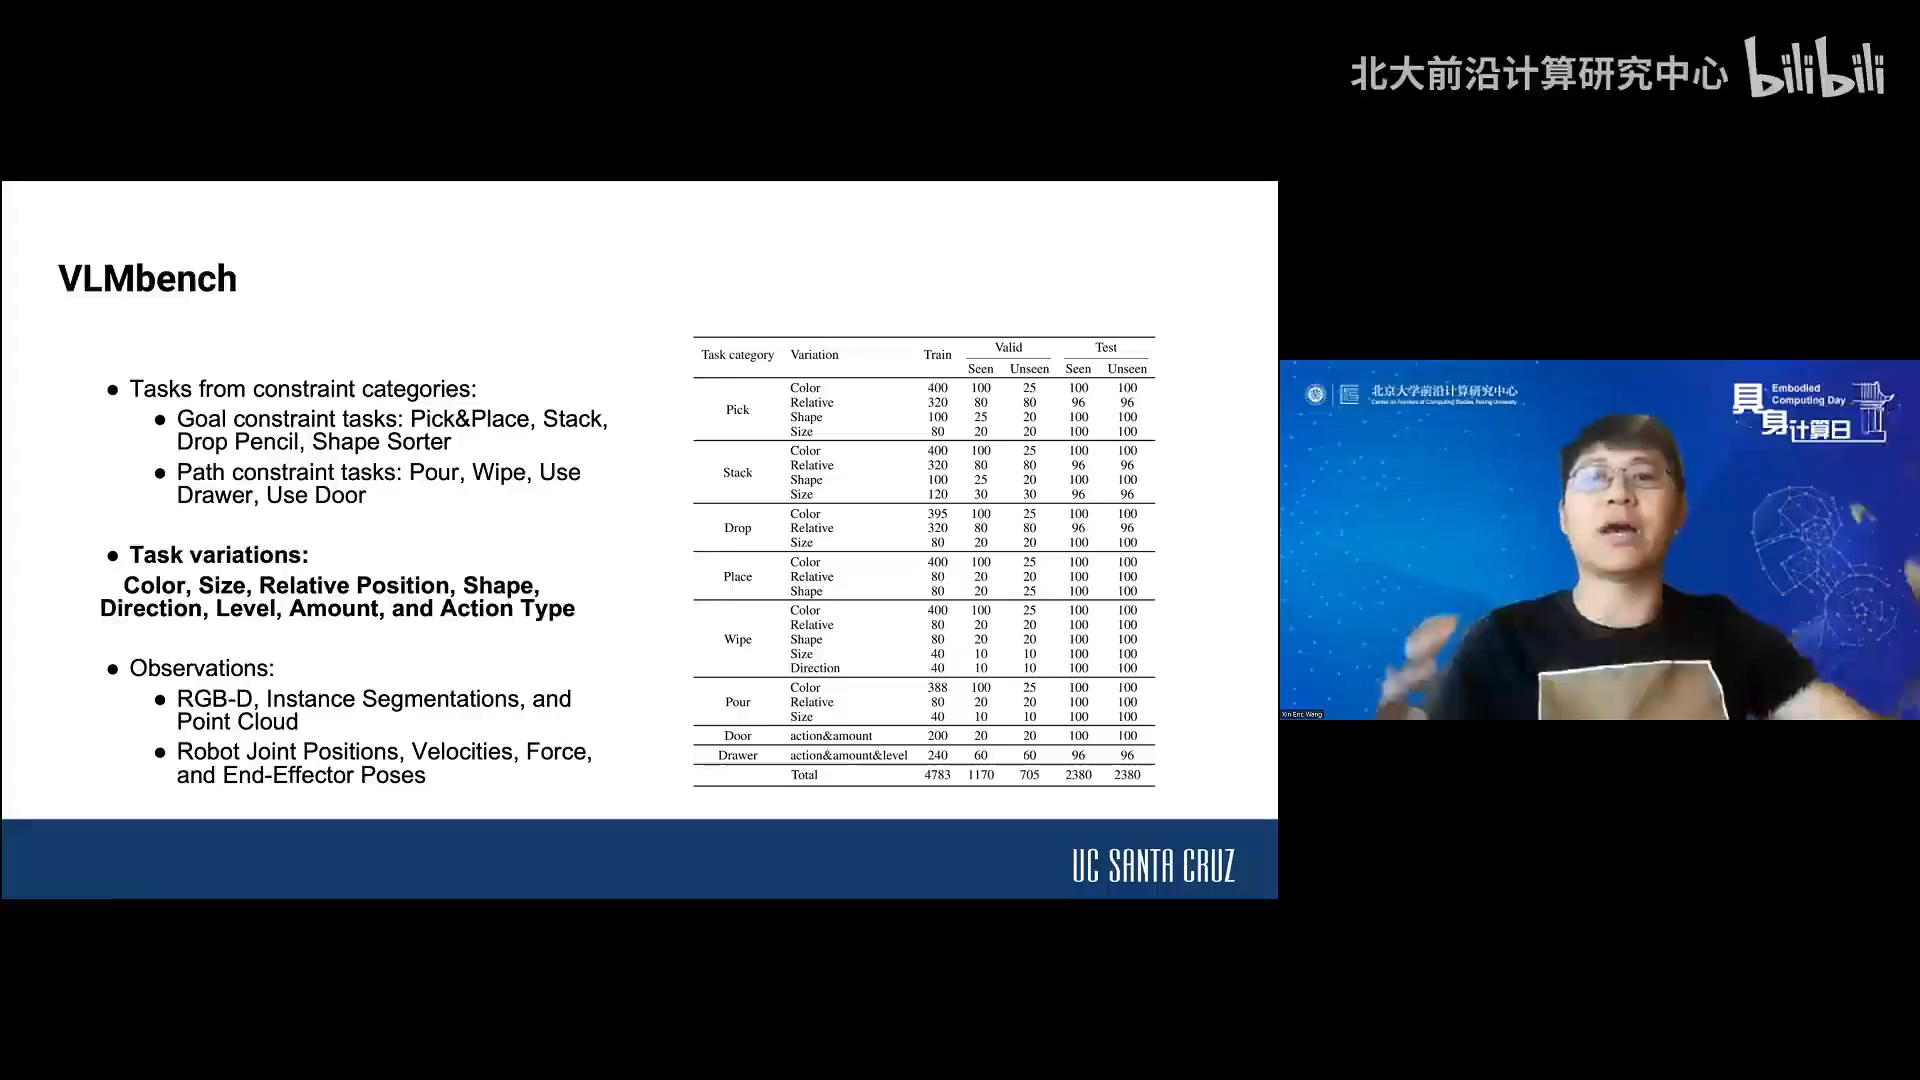 北大前沿计算研究中心 bilibili
VLMbench
● Tasks from constraint categories:
● Goal constraint tasks: Pick&Place, Stack,
Drop Pencil, Shape Sorter
● Path constraint tasks: Pour, Wipe, Use
Drawer, Use Door
● Task variations:
Color, Size, Relative Position, Shape,
Direction, Level, Amount, and Action Type
● Observations:
● RGB-D, Instance Segmentations, and
Point Cloud
● Robot Joint Positions, Velocities, Force,
and End-Effector Poses
Task category Variation Train Valid Test
Seen Unseen Seen Unseen
Pick
Color 400 100 25 100 100
Relative 320 80 80 96 96
Shape 100 25 20 100 100
Size 80 20 20 100 100
Stack
Color 400 100 25 100 100
Relative 320 80 80 96 96
Shape 100 25 20 100 100
Size 120 30 30 96 96
Drop
Color 395 100 25 100 100
Relative 320 80 80 96 96
Size 80 20 20 100 100
Place
Color 400 100 25 100 100
Relative 80 20 20 100 100
Shape 80 20 25 100 100
Wipe
Color 400 100 25 100 100
Relative 80 20 20 100 100
Shape 80 20 20 100 100
Size 40 10 10 100 100
Direction 40 10 10 100 100
Pour
Color 388 100 25 100 100
Relative 80 20 20 100 100
Size 40 10 10 100 100
Door action&amount 200 20 20 100 100
Drawer action&amount&level 240 60 60 96 96
Total 4783 1170 705 2380 2380
UC SANTA CRUZ
北京大学前沿计算研究中心
Center on Frontiers of Computing Studies, Peking University
具身计算日
Embodied
Computing Day
Xin Eric Wang